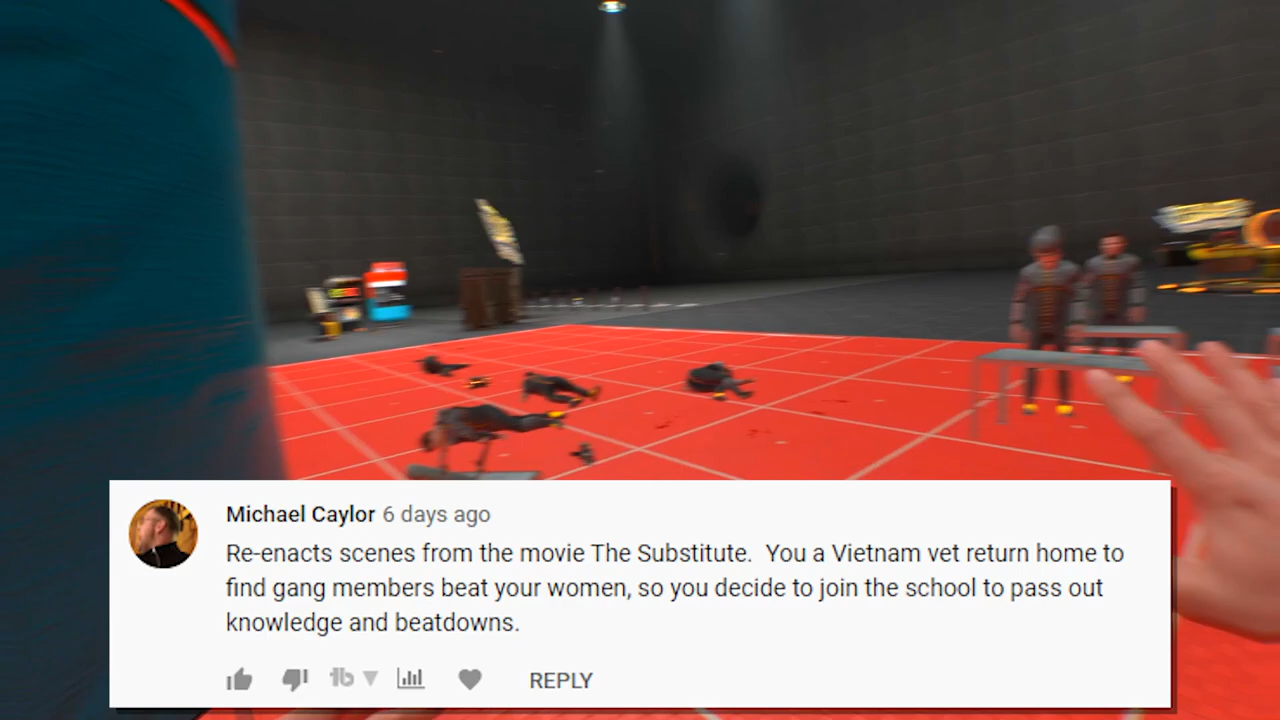 Michael Caylor 6 days ago
Re-enacts scenes from the movie The Substitute.  You a Vietnam vet return home to
find gang members beat your women, so you decide to join the school to pass out
knowledge and beatdowns.
REPLY